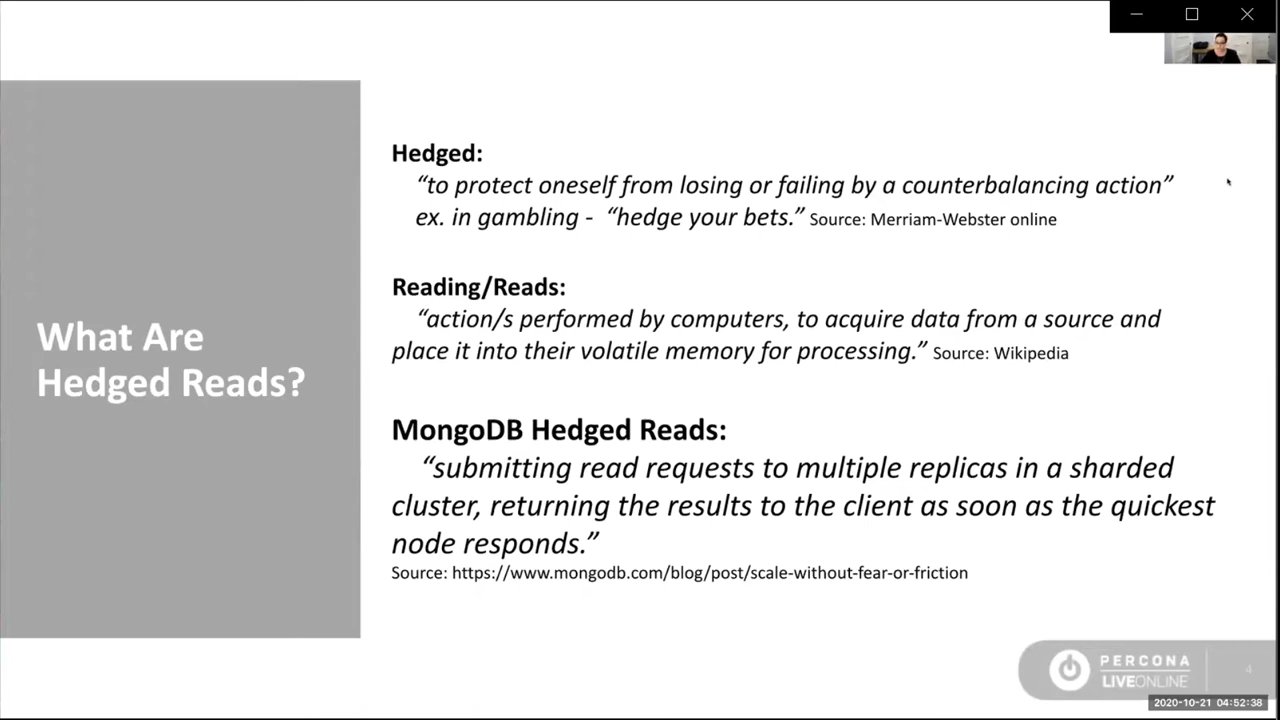 What Are
Hedged Reads?
Hedged:
“to protect oneself from losing or failing by a counterbalancing action”
ex. in gambling - “hedge your bets.” Source: Merriam-Webster online
Reading/Reads:
“action/s performed by computers, to acquire data from a source and
place it into their volatile memory for processing.” Source: Wikipedia
MongoDB Hedged Reads:
“submitting read requests to multiple replicas in a sharded
cluster, returning the results to the client as soon as the quickest
node responds.”
Source: https://www.mongodb.com/blog/post/scale-without-fear-or-friction
PERCONA
LIVEONLINE
4
2020-10-21 04:52:38